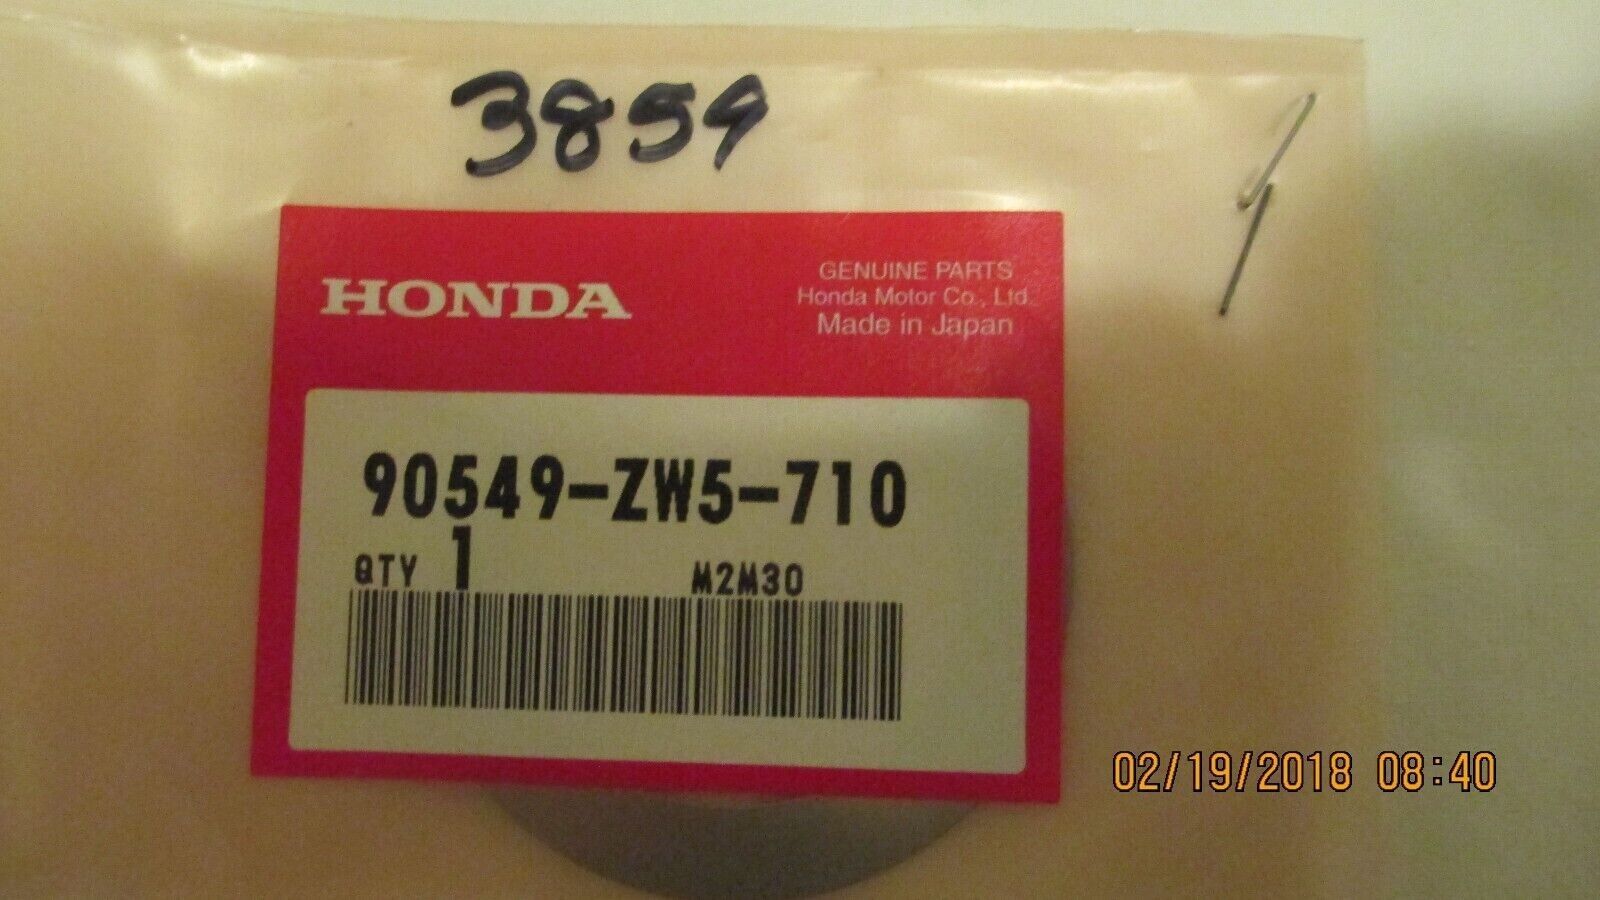 3859
HONDA
GENUINE PARTS
Honda Motor Co., Ltd.
Made in Japan
90549-ZW5-710
QTY 1 M2M30
02/19/2018 08:40